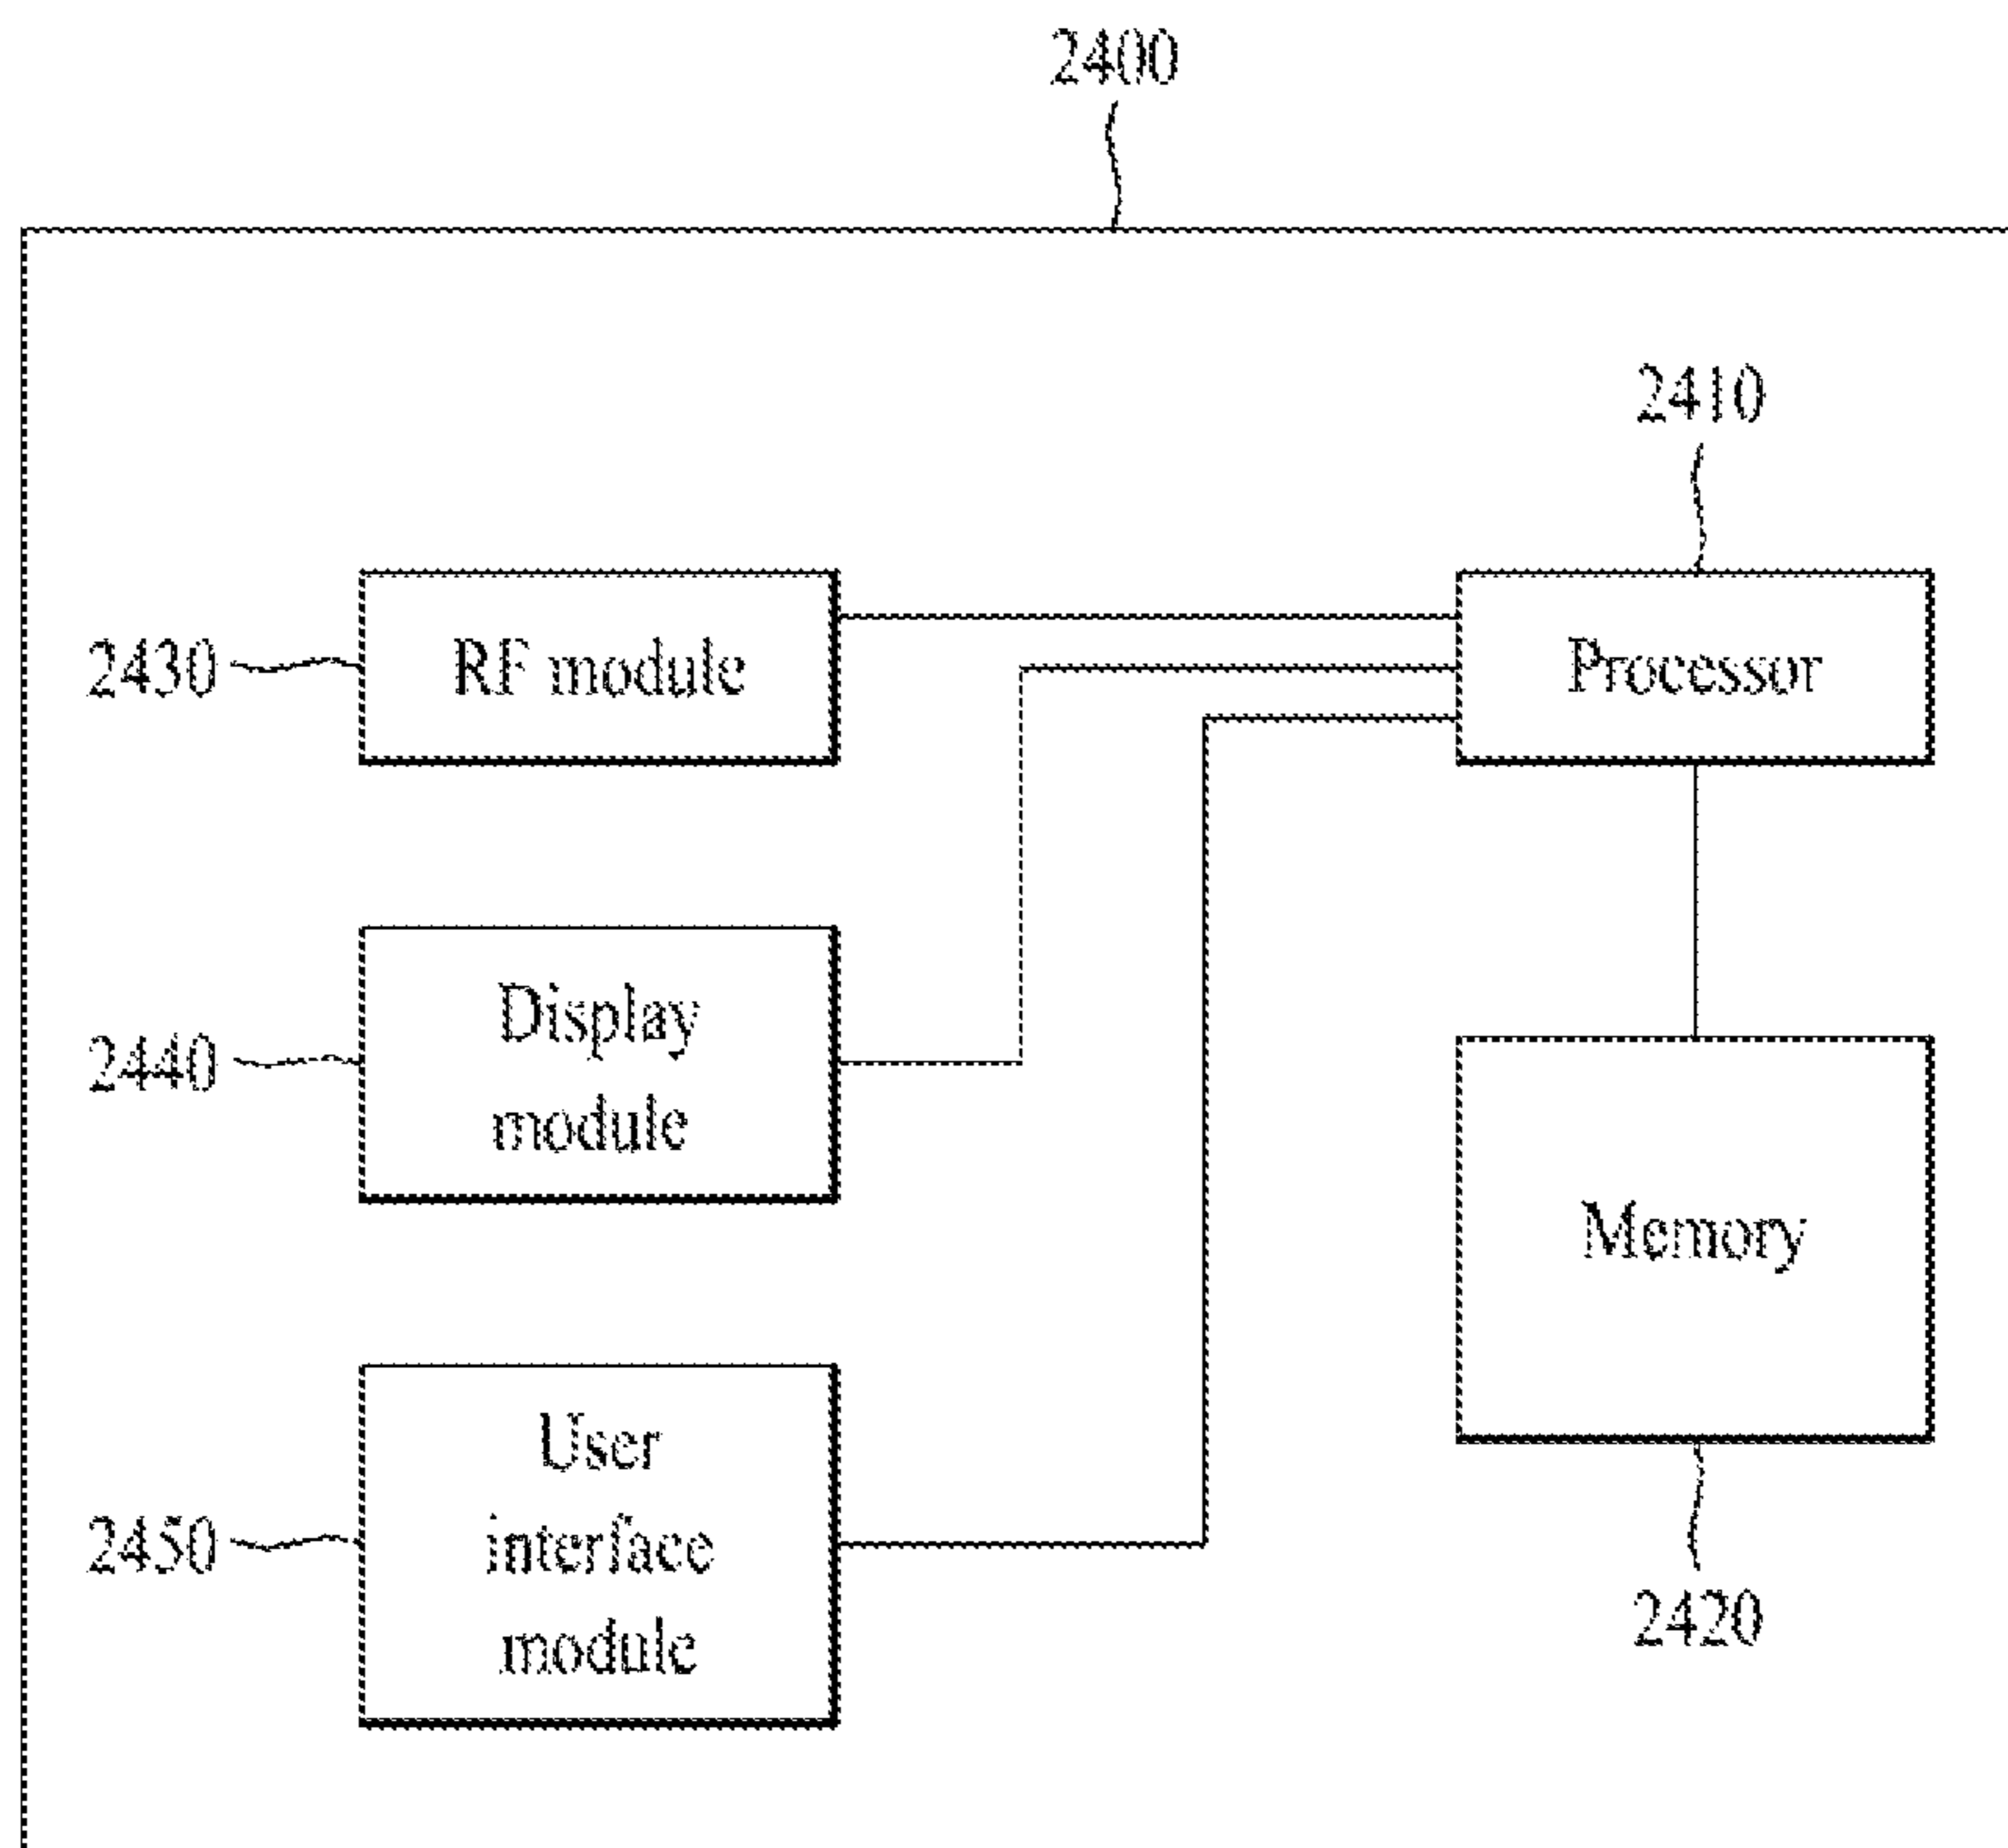 2400
2410
2430
RF module
Processor
2440
Display
module
Memory
2450
User
interface
module
2420